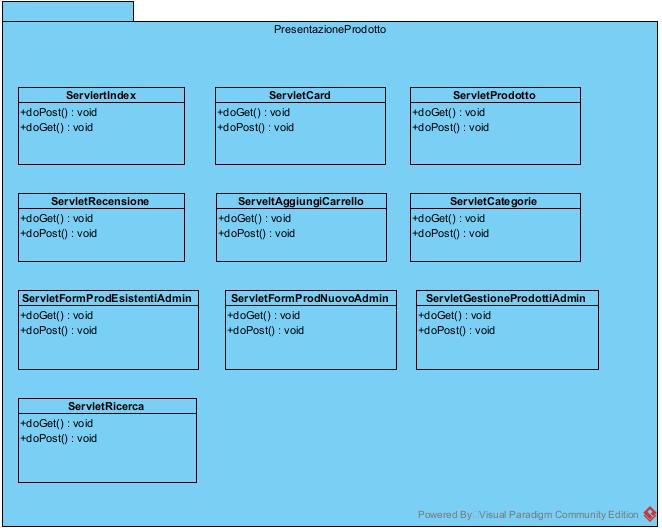 PresentazioneProdotto
ServlertIndex
+doPost() : void
+doGet() : void
ServletCard
+doGet() : void
+doPost() : void
ServletProdotto
+doGet() : void
+doPost() : void
ServletRecensione
+doGet() : void
+doPost() : void
ServeltAggiungiCarrello
+doGet() : void
+doPost() : void
ServletCategorie
+doGet() : void
+doPost() : void
ServletFormProdEsistentiAdmin
+doGet() : void
+doPost() : void
ServletFormProdNuovoAdmin
+doGet() : void
+doPost() : void
ServletGestioneProdottiAdmin
+doGet() : void
+doPost() : void
ServletRicerca
+doGet() : void
+doPost() : void
Powered By Visual Paradigm Community Edition